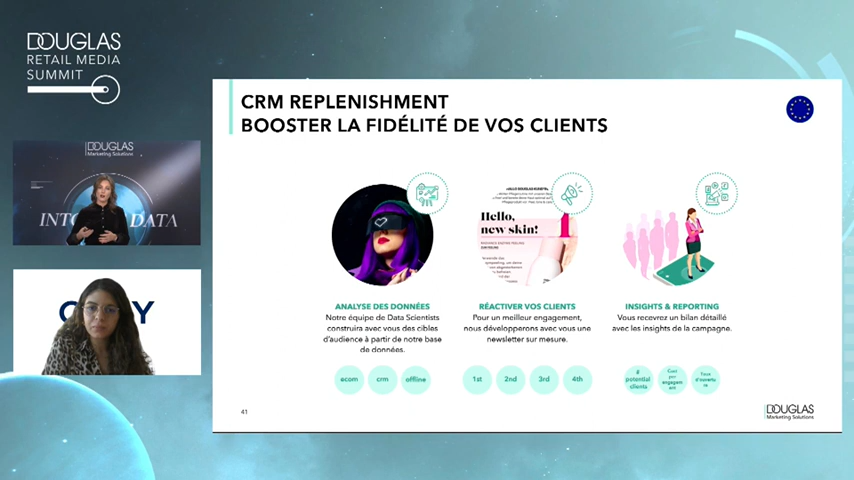 DOUGLAS
RETAIL MEDIA
SUMMIT
DOUGLAS
Marketing Solutions
DATA
CRM REPLENISHMENT
BOOSTER LA FIDÉLITÉ DE VOS CLIENTS
Hello,
new skin!
ANALYSE DES DONNÉES
Notre équipe de Data Scientists
construira avec vous des cibles
d'audience à partir de notre base
de données.
ecom
crm
offline
RÉACTIVER VOS CLIENTS
Pour un meilleur engagement,
nous développerons avec vous une
newsletter sur mesure.
1st
2nd
3rd
4th
INSIGHTS & REPORTING
Vous recevrez un bilan détaillé
avec les insights de la campagne.
#
potential
clients
41
DOUGLAS
Marketing Solutions